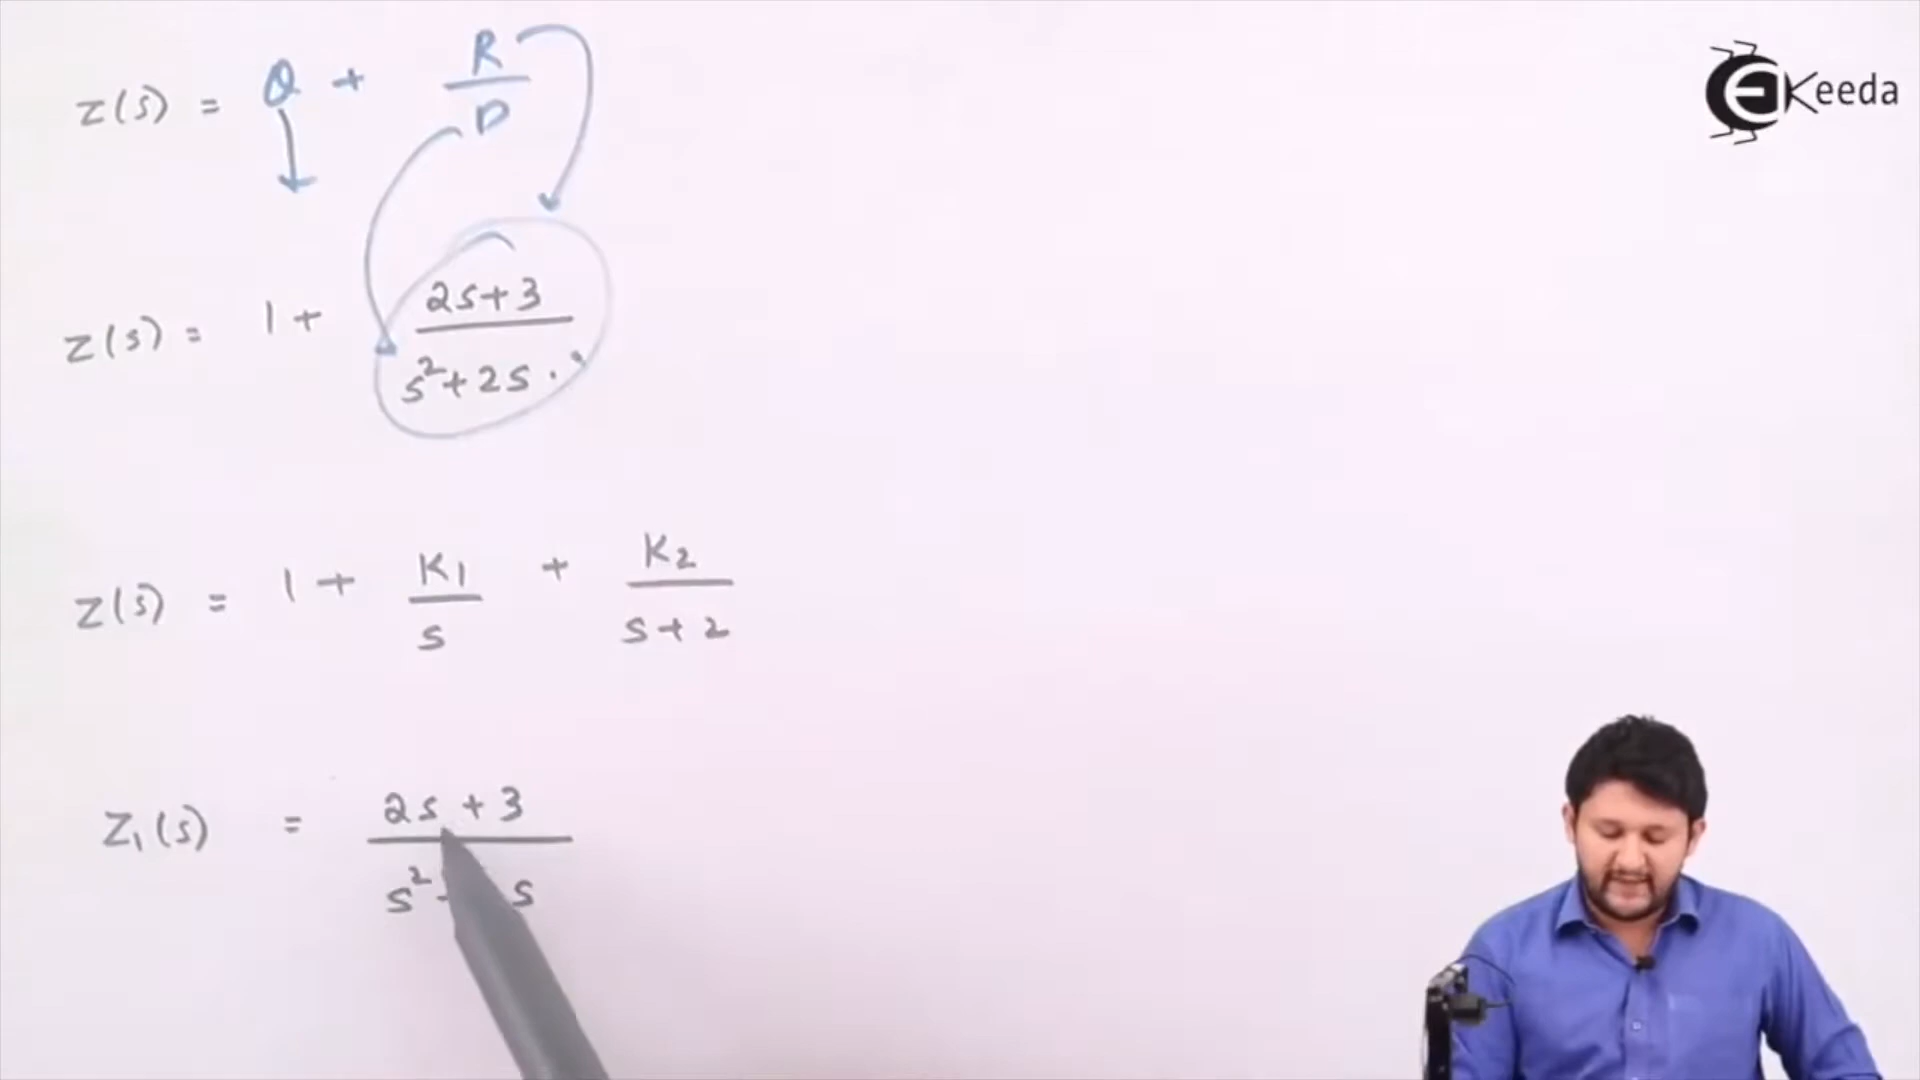 Keeda
Z(s) = Q + R/D
Z(s) = 1 + (2s+3)/(s²+2s)
Z(s) = 1 + K₁/s + K₂/(s+2)
Z₁(s) = (2s+3)/(s² s)